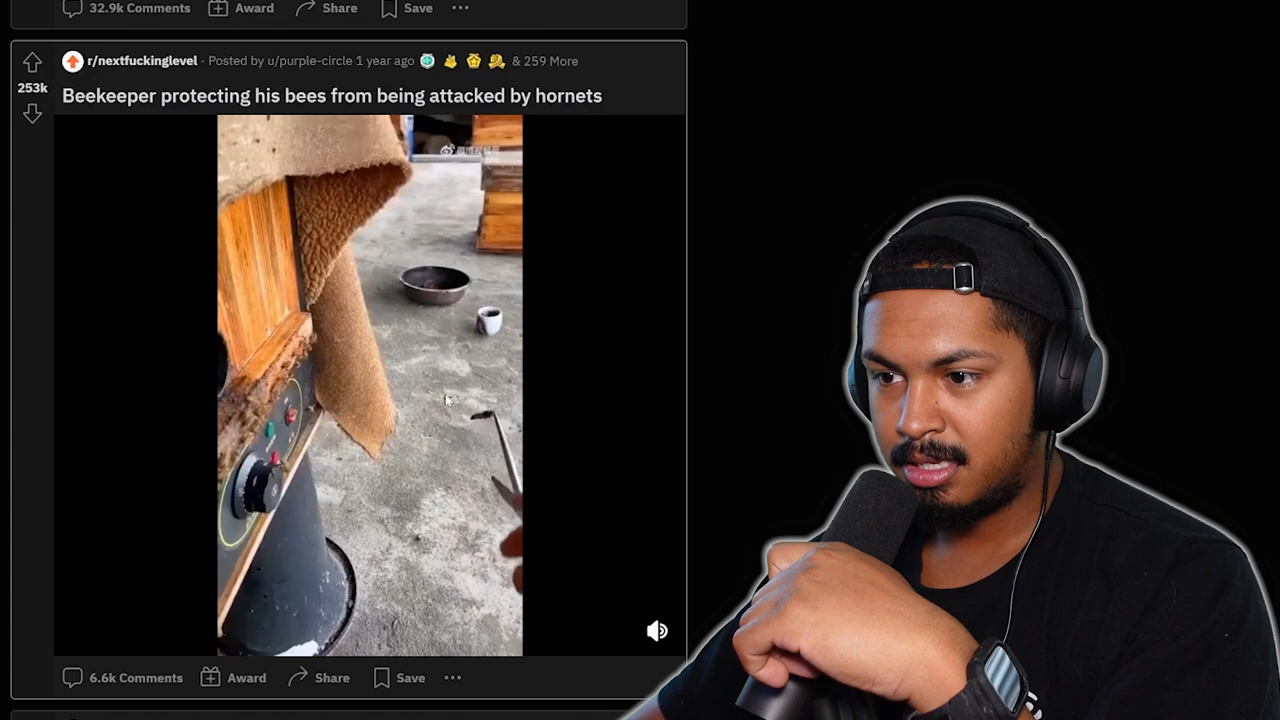 32.9k Comments Award Share Save
r/nextfuckinglevel · Posted by u/purple-circle 1 year ago & 259 More
253k
Beekeeper protecting his bees from being attacked by hornets
6.6k Comments Award Share Save